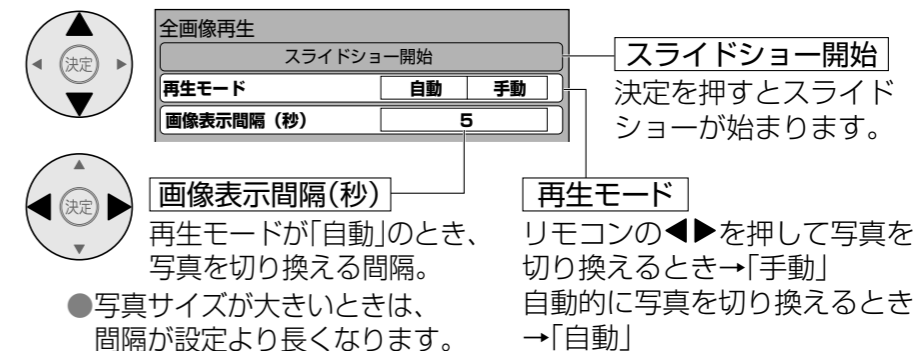 全画像再生
スライドショー開始
再生モード 自動 手動
画像表示間隔（秒） 5
決定
スライドショー開始
決定を押すとスライド
ショーが始まります。
決定
画像表示間隔(秒)
再生モードが「自動」のとき、
写真を切り換える間隔。
●写真サイズが大きいときは、
間隔が設定より長くなります。
再生モード
リモコンの◀▶を押して写真を
切り換えるとき→「手動」
自動的に写真を切り換えるとき
→「自動」